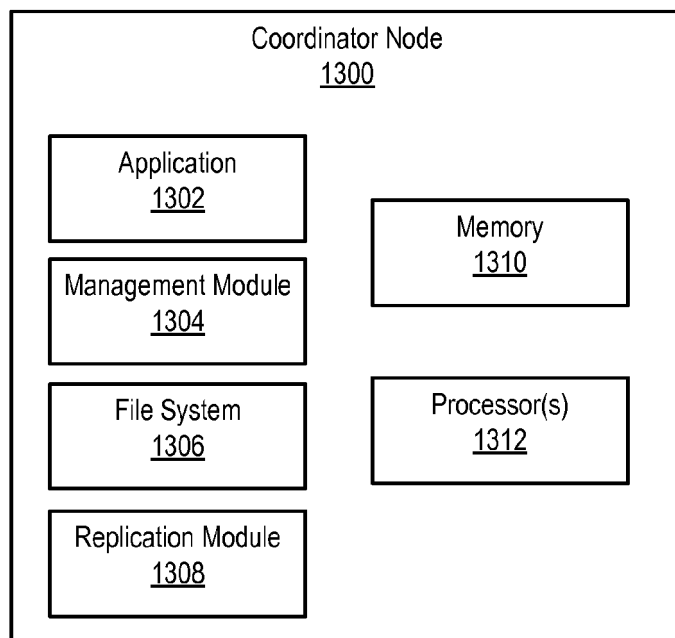 Coordinator Node
1300
Application
1302
Management Module
1304
File System
1306
Replication Module
1308
Memory
1310
Processor(s)
1312